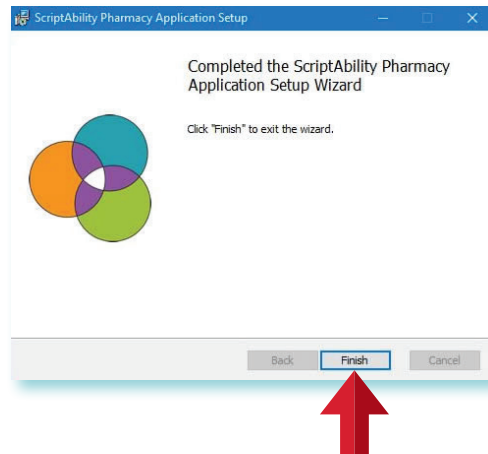 ScriptAbility Pharmacy Application Setup
Completed the ScriptAbility Pharmacy
Application Setup Wizard
Click "Finish" to exit the wizard.
Back Finish Cancel